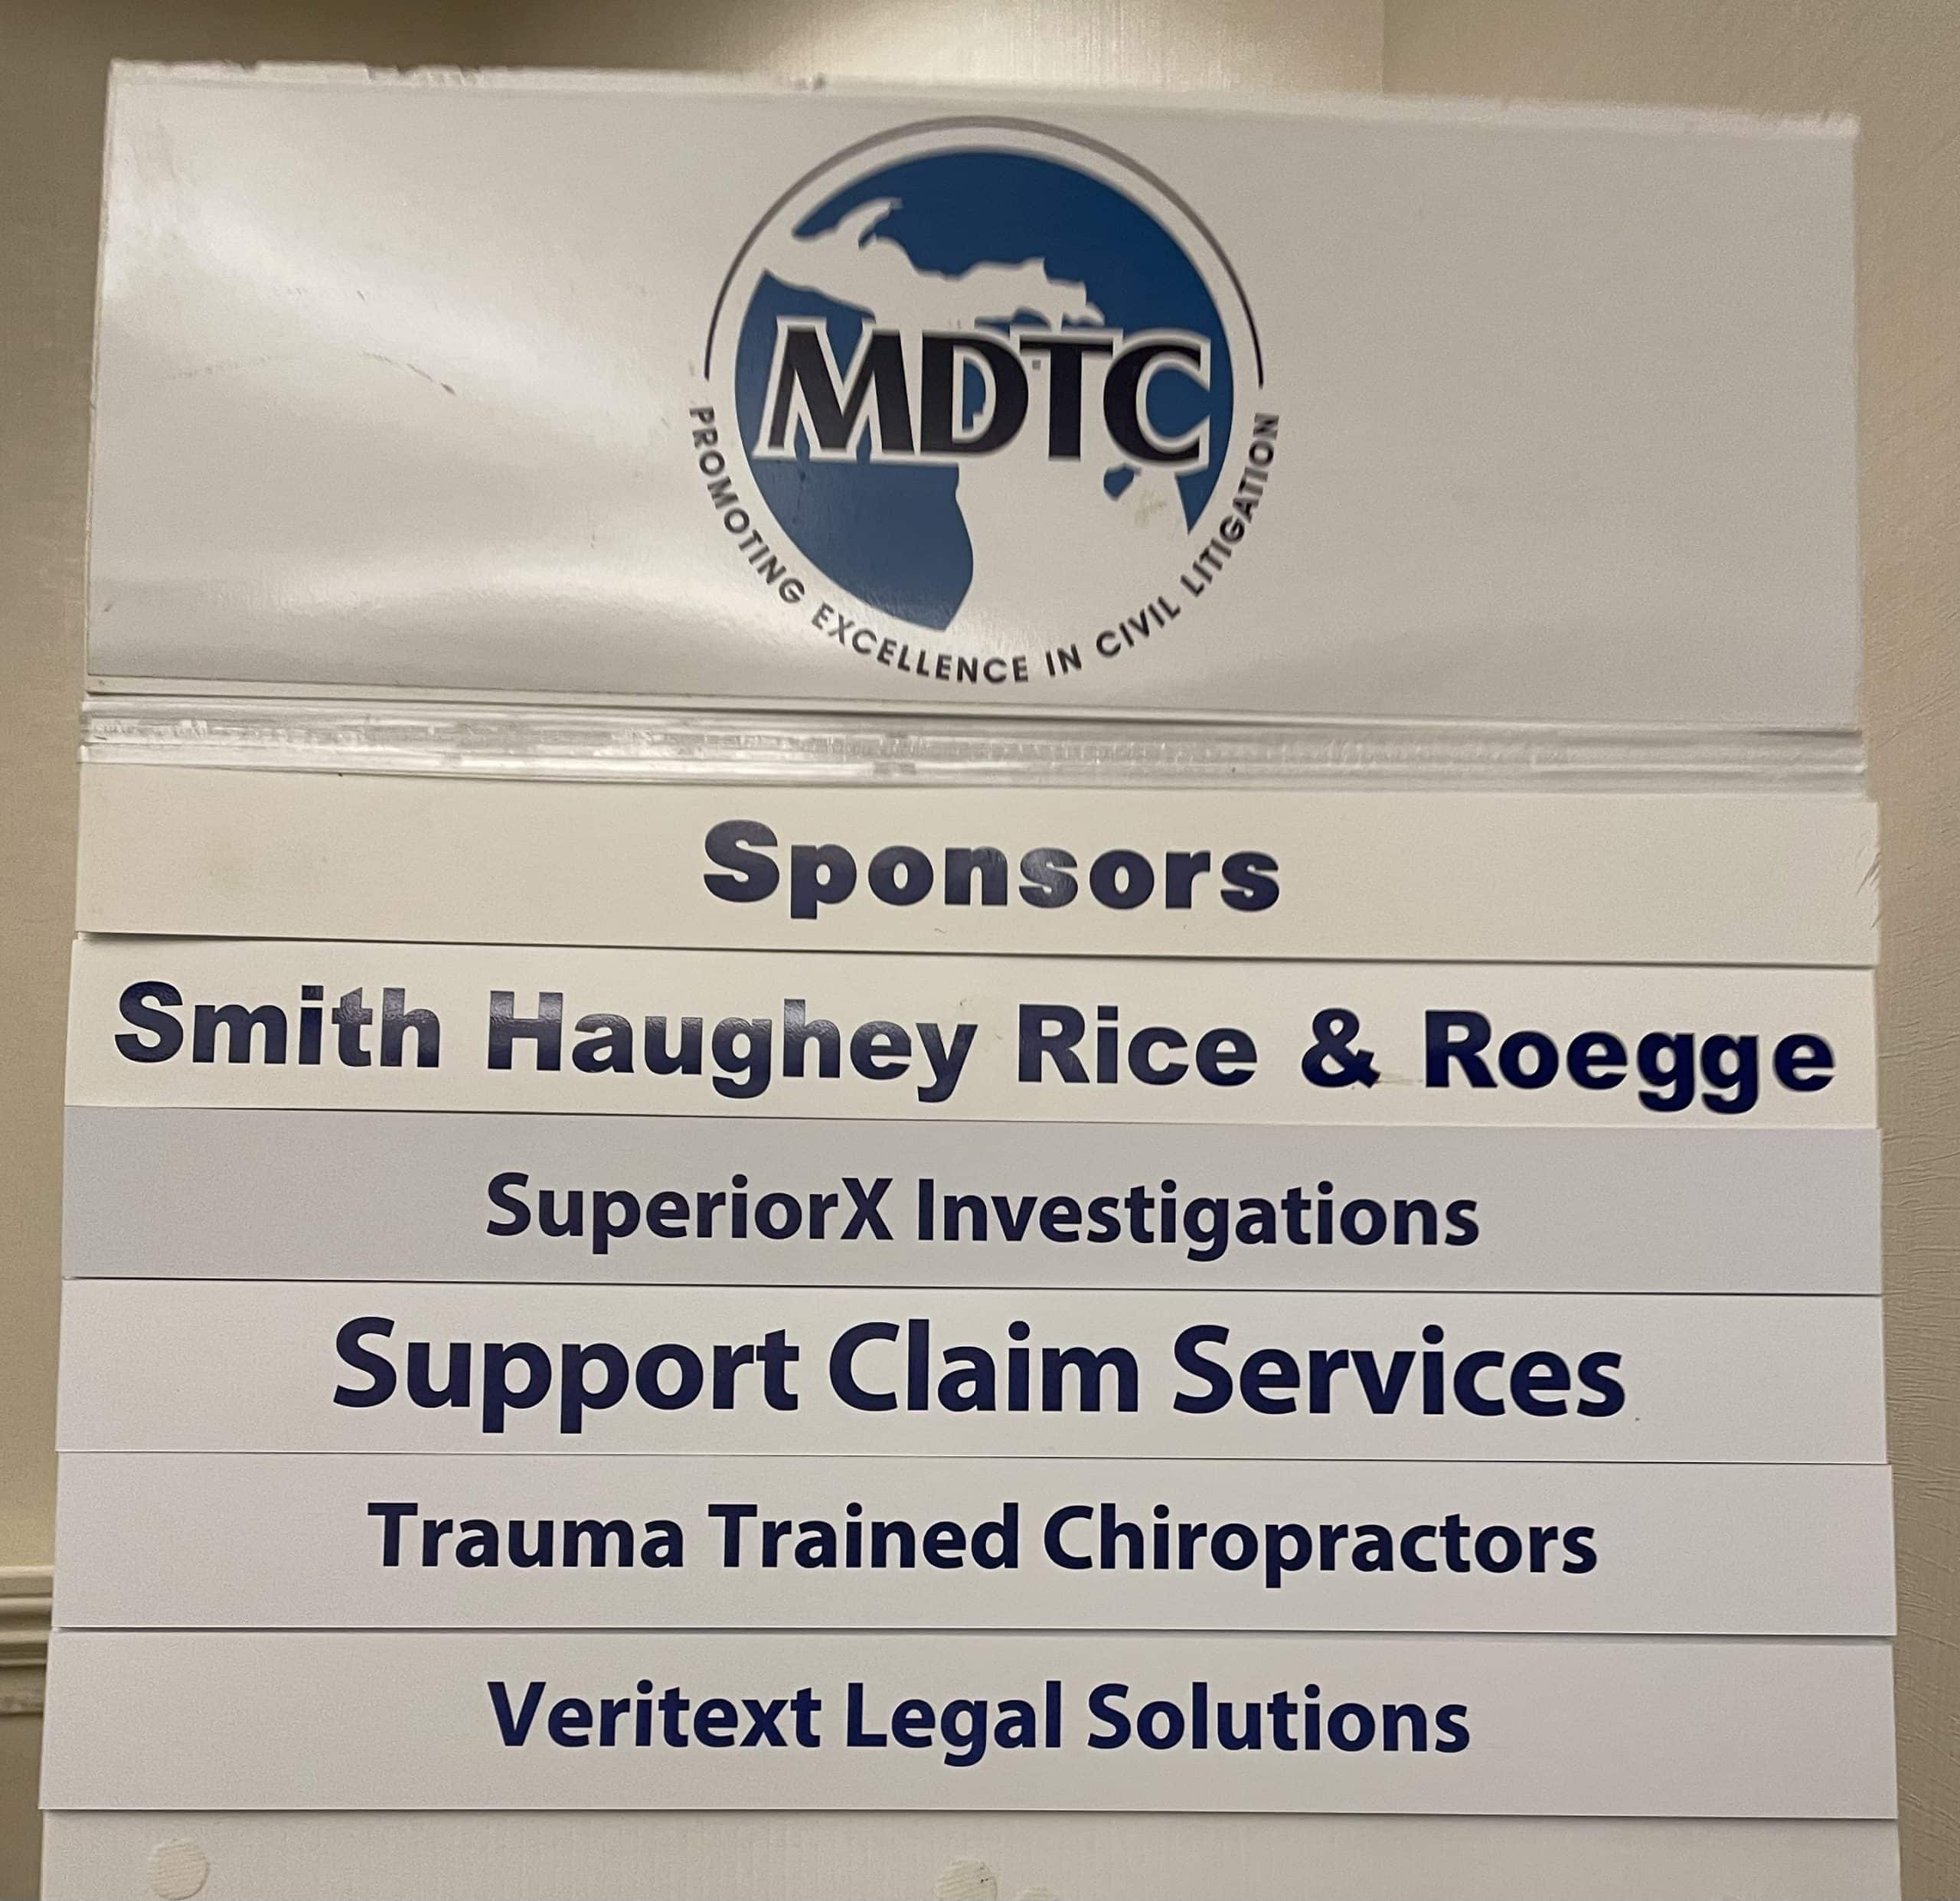 MDTC
PROMOTING EXCELLENCE IN CIVIL LITIGATION
Sponsors
Smith Haughey Rice & Roegge
SuperiorX Investigations
Support Claim Services
Trauma Trained Chiropractors
Veritext Legal Solutions